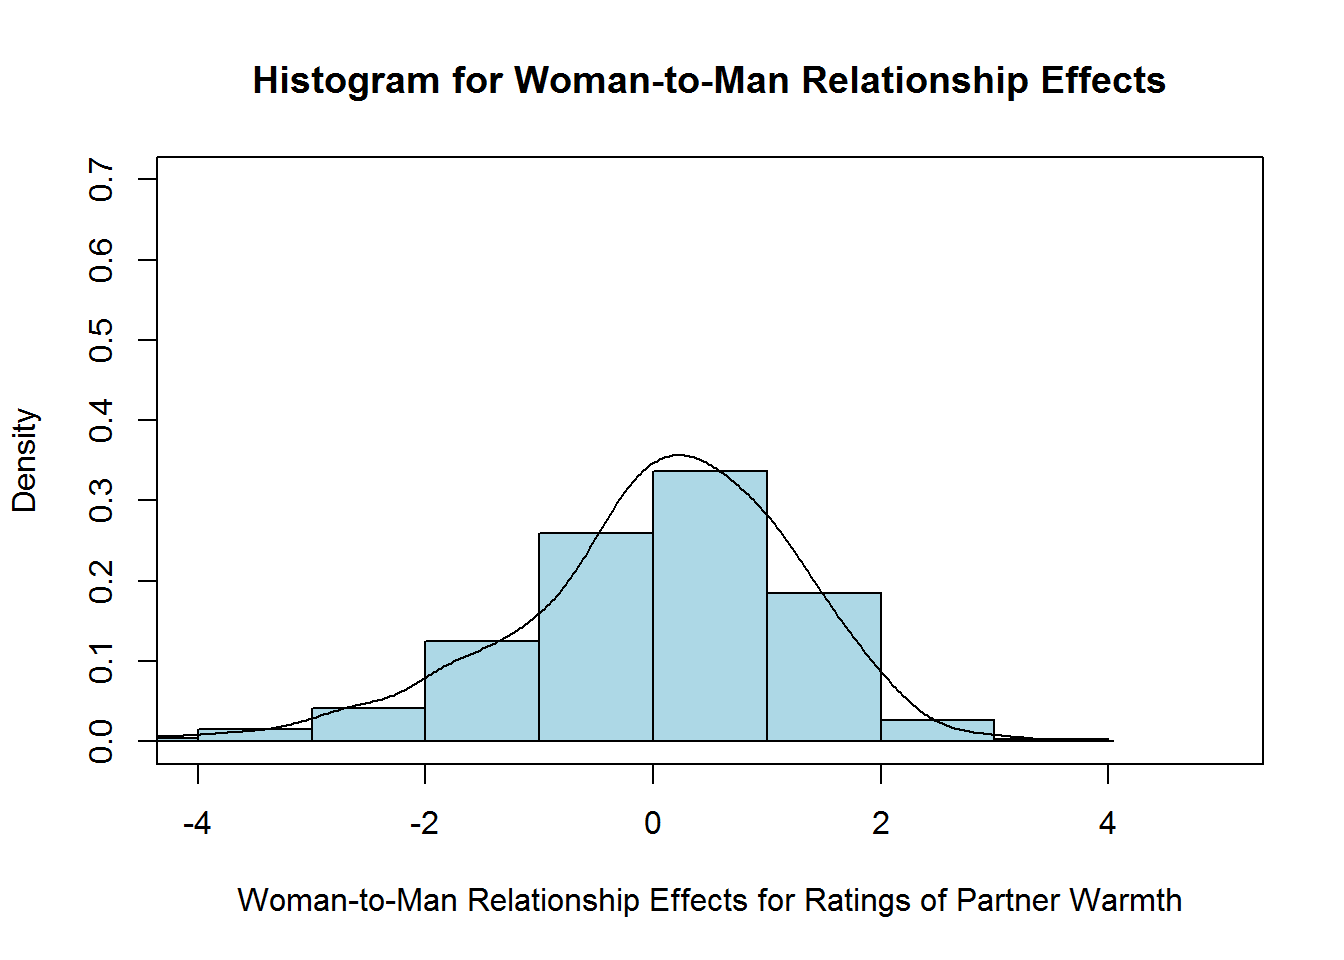 Histogram for Woman-to-Man Relationship Effects
0.7
0.6
0.5
0.4
0.3
0.2
0.1
0.0
Density
-4 -2 0 2 4
Woman-to-Man Relationship Effects for Ratings of Partner Warmth